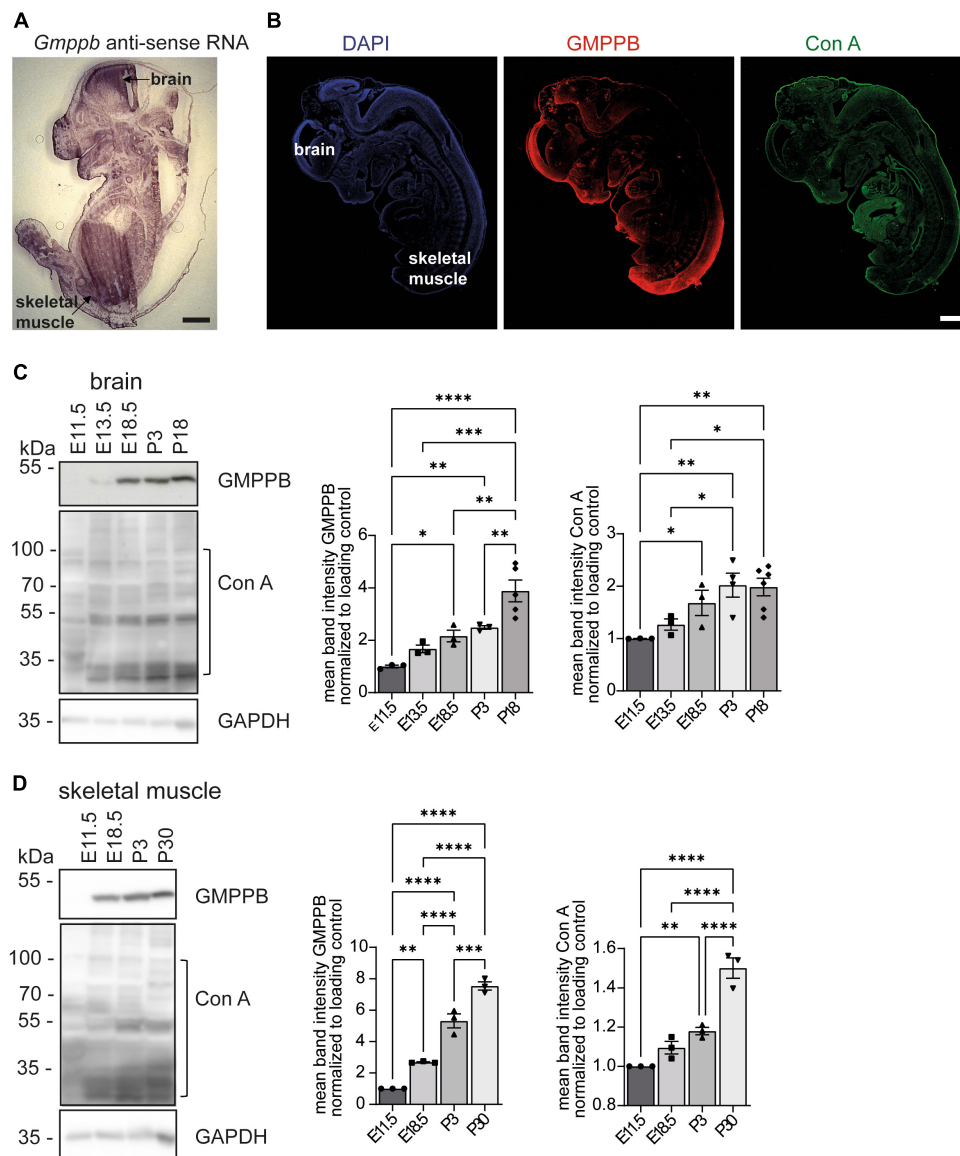 A
Gmppb anti-sense RNA
brain
skeletal
muscle
B
DAPI
GMPPB
Con A
brain
skeletal
muscle
C
brain
E11.5
E13.5
E18.5
P3
P18
kDa
55 -
GMPPB
100 -
70 -
55 -
35 -
Con A
35 -
GAPDH
mean band intensity GMPPB
normalized to loading control
6
4
2
0
****
***
**
**
*
**
E11.5
E13.5
E18.5
P3
P18
mean band intensity Con A
normalized to loading control
3
2
1
0
**
*
**
*
*
E11.5
E13.5
E18.5
P3
P18
D
skeletal muscle
E11.5
E18.5
P3
P30
kDa
55 -
GMPPB
100 -
70 -
55 -
35 -
Con A
35 -
GAPDH
mean band intensity GMPPB
normalized to loading control
10
8
6
4
2
0
****
****
****
****
**
***
E11.5
E18.5
P3
P30
mean band intensity Con A
normalized to loading control
1.6
1.4
1.2
1.0
0.8
****
****
**
****
E11.5
E18.5
P3
P30